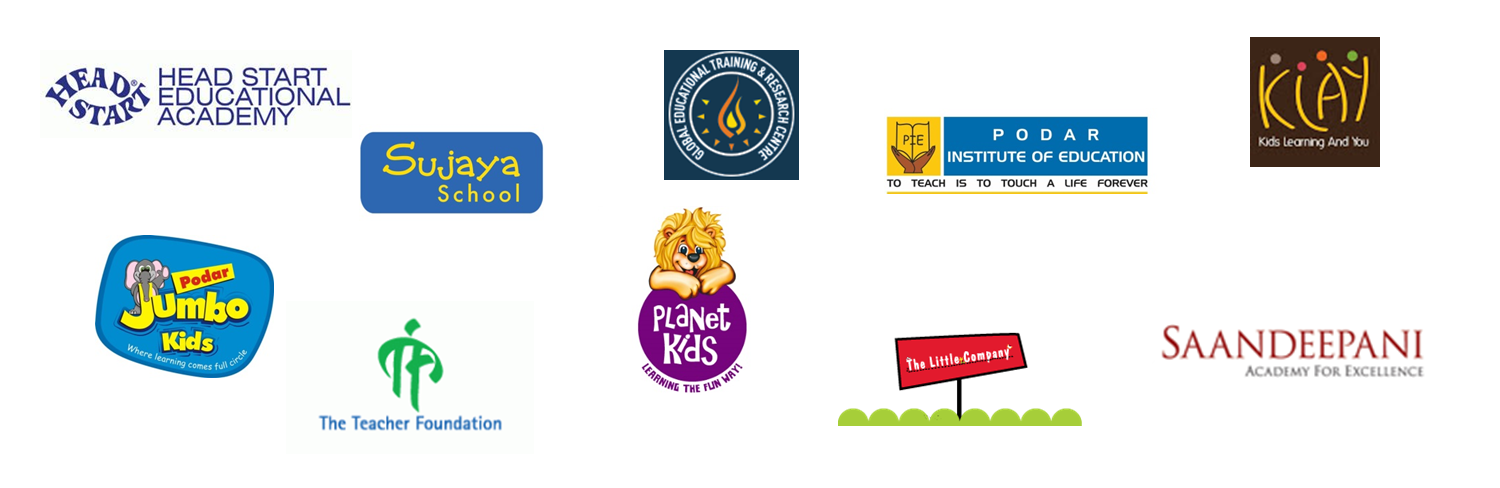 HEAD START®
HEAD START
EDUCATIONAL
ACADEMY
Sujaya
School
GLOBAL EDUCATIONAL TRAINING & RESEARCH CENTRE
PIE
PODAR
INSTITUTE OF EDUCATION
TO TEACH IS TO TOUCH A LIFE FOREVER
KLAY
Kids Learning And You
Podar
Jumbo
Kids
Where learning comes full circle
The Teacher Foundation
PLaNet
KiDS
LEARNING THE FUN WAY!
The Little Company
SAANDEEPANI
ACADEMY FOR EXCELLENCE